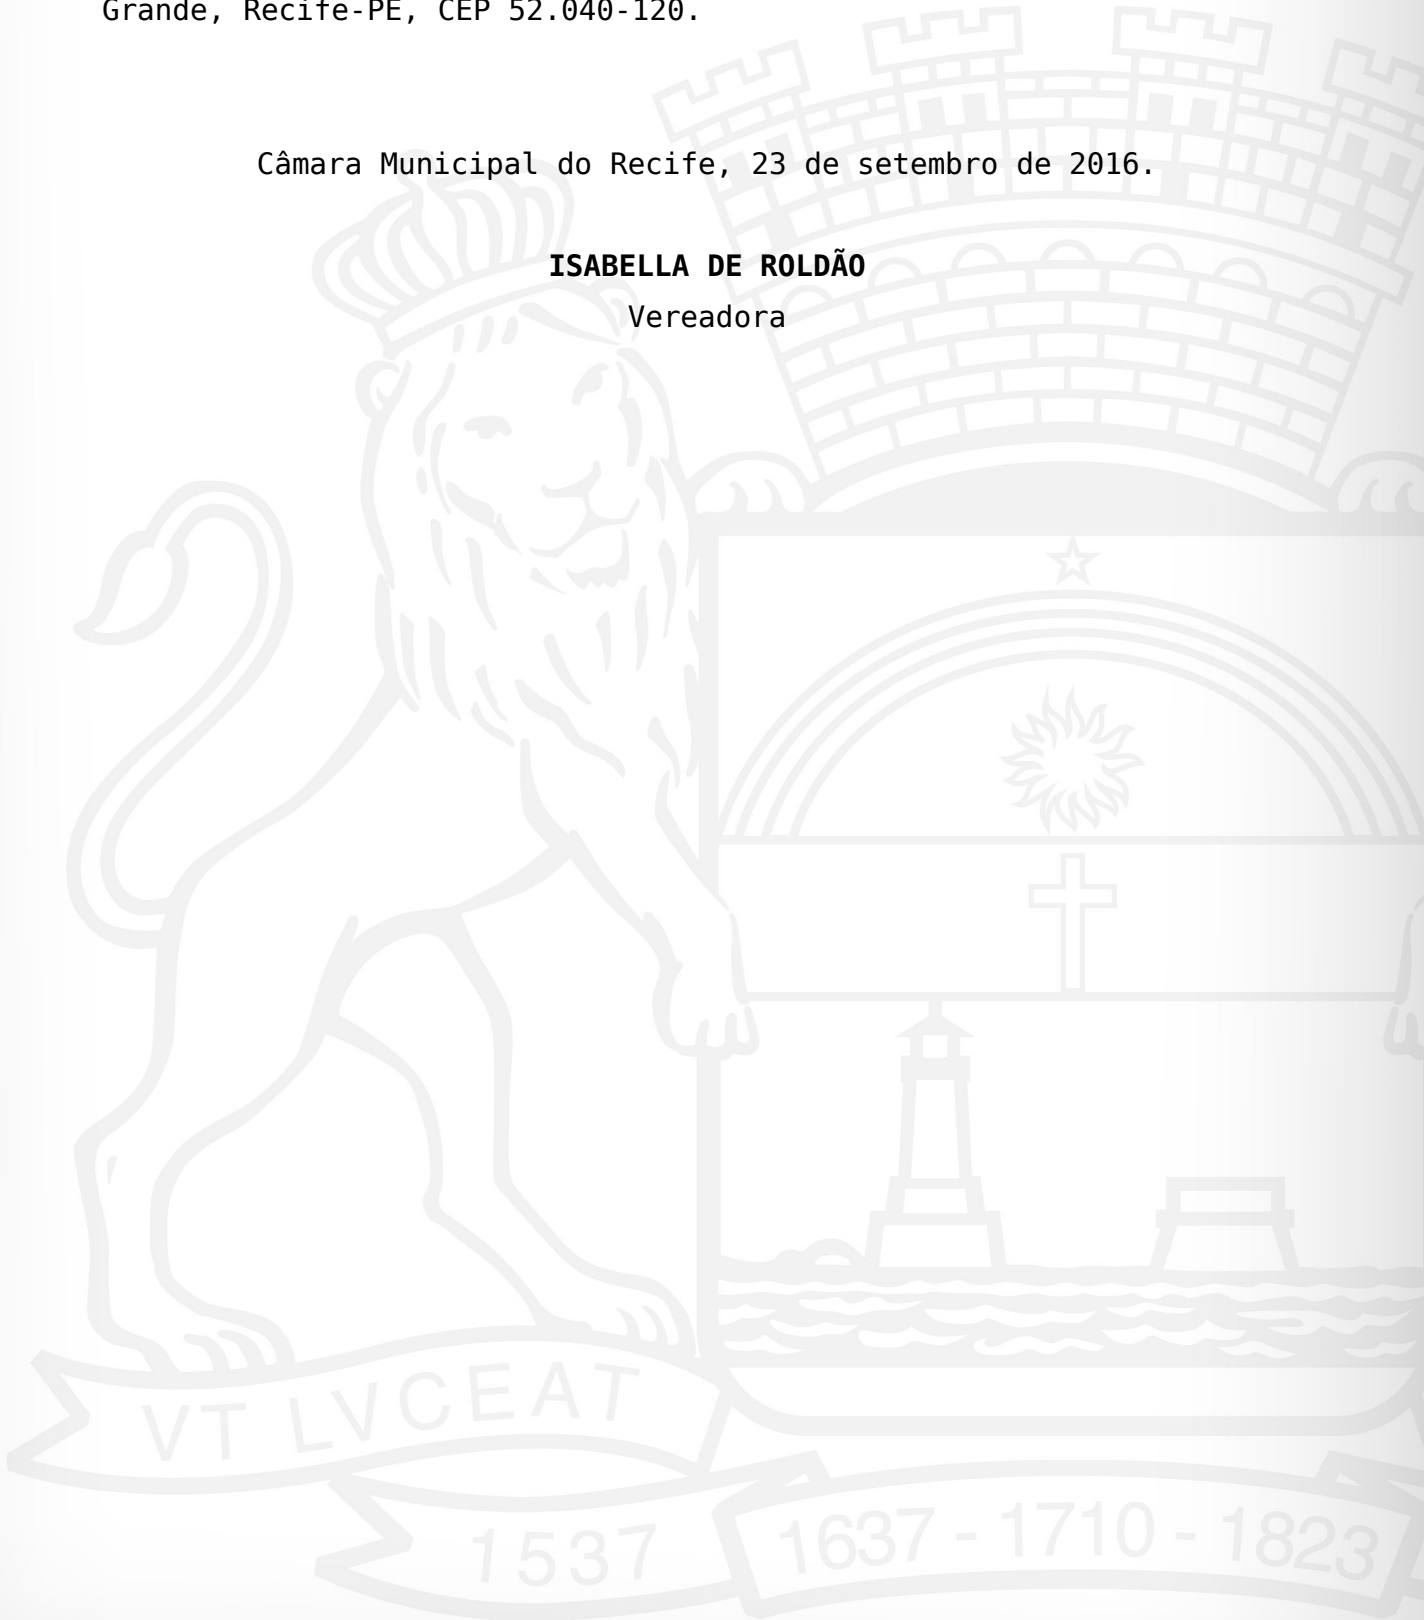 Grande, Recife-PE, CEP 52.040-120.
Câmara Municipal do Recife, 23 de setembro de 2016.
ISABELLA DE ROLDÃO
Vereadora
VT LVCEAT
1537
1637 - 1710 - 1823